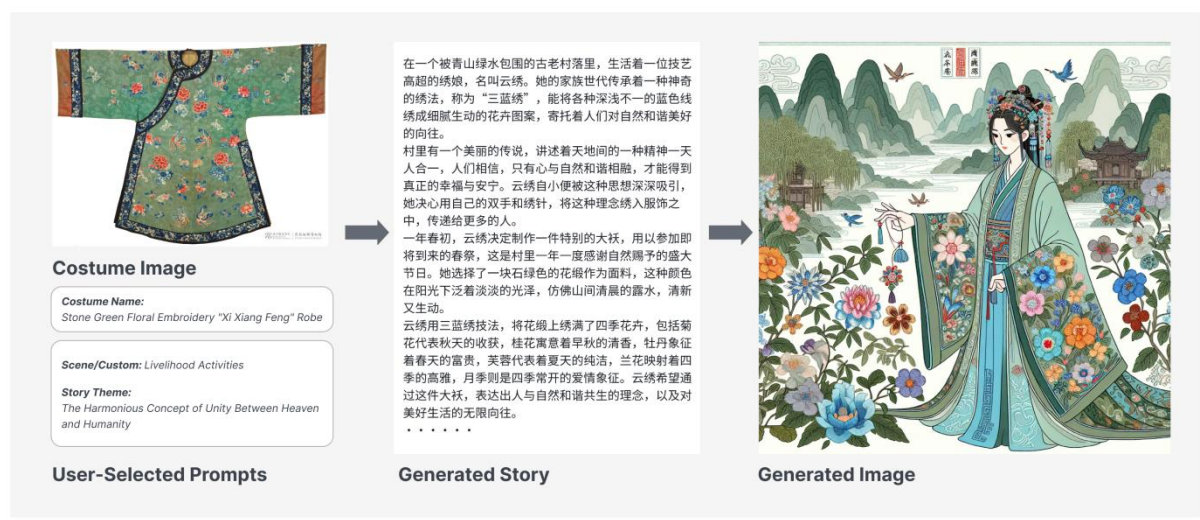 Costume Image
Costume Name:
Stone Green Floral Embroidery "Xi Xiang Feng" Robe
Scene/Custom: Livelihood Activities
Story Theme:
The Harmonious Concept of Unity Between Heaven
and Humanity
User-Selected Prompts
在一个被青山绿水包围的古老村落里，生活着一位技艺
高超的绣娘，名叫云绣。她的家族世代传承着一种神奇
的绣法，称为“三蓝绣”，能将各种深浅不一的蓝色线
绣成细腻生动的花卉图案，寄托着人们对自然和谐美好
的向往。
村里有一个美丽的传说，讲述着天地间的一种精神—天
人合一，人们相信，只有心与自然和谐相融，才能得到
真正的幸福与安宁。云绣自小便被这种思想深深吸引，
她决心用自己的双手和绣针，将这种理念绣入服饰之
中，传递给更多的人。
一年春初，云绣决定制作一件特别的大袄，用以参加即
将到来的春祭，这是村里一年一度感谢自然赐予的盛大
节日。她选择了一块石绿色的花缎作为面料，这种颜色
在阳光下泛着淡淡的光泽，仿佛山间清晨的露水，清新
又生动。
云绣用三蓝绣技法，将花缎上绣满了四季花卉，包括菊
花代表秋天的收获，桂花寓意着早秋的清香，牡丹象征
着春天的富贵，芙蓉代表着夏天的纯洁，兰花映射着四
季的高雅，月季则是四季常开的爱情象征。云绣希望通
过这件大袄，表达出人与自然和谐共生的理念，以及对
美好生活的无限向往。
・・・・・・
Generated Story
Generated Image